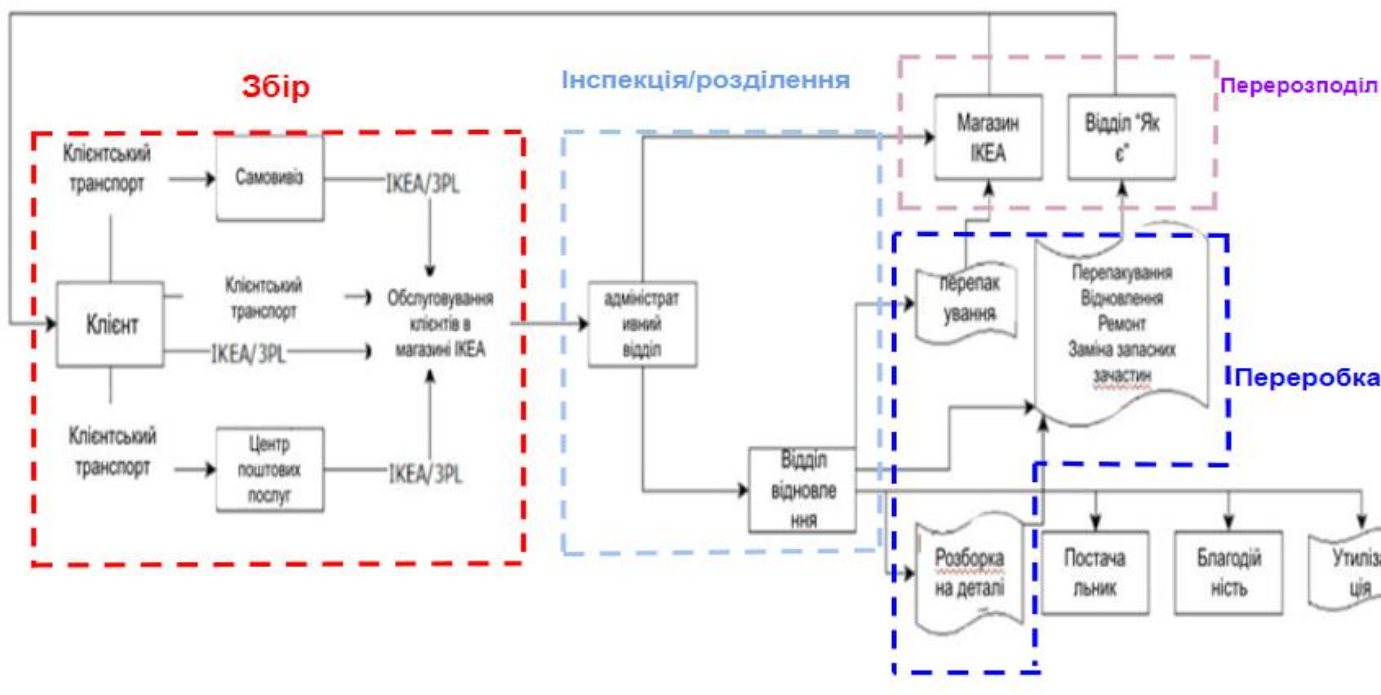 Збір
Інспекція/розділення
Перерозподіл
Клієнтський
транспорт
Самовивіз
IKEA/3PL
Магазин
IKEA
Відділ "Як
є"
Клієнт
Клієнтський
транспорт
IKEA/3PL
Обслуговування
клієнтів в
магазині IKEA
адміністрат
ивний
відділ
перепак
ування
Перепакування
Відновлення
Ремонт
Заміна запасних
зачастин
Переробка
Клієнтський
транспорт
Центр
поштових
послуг
IKEA/3PL
Відділ
відновле
ння
Розборка
на деталі
Постача
льник
Благодій
ність
Утиліза
ція